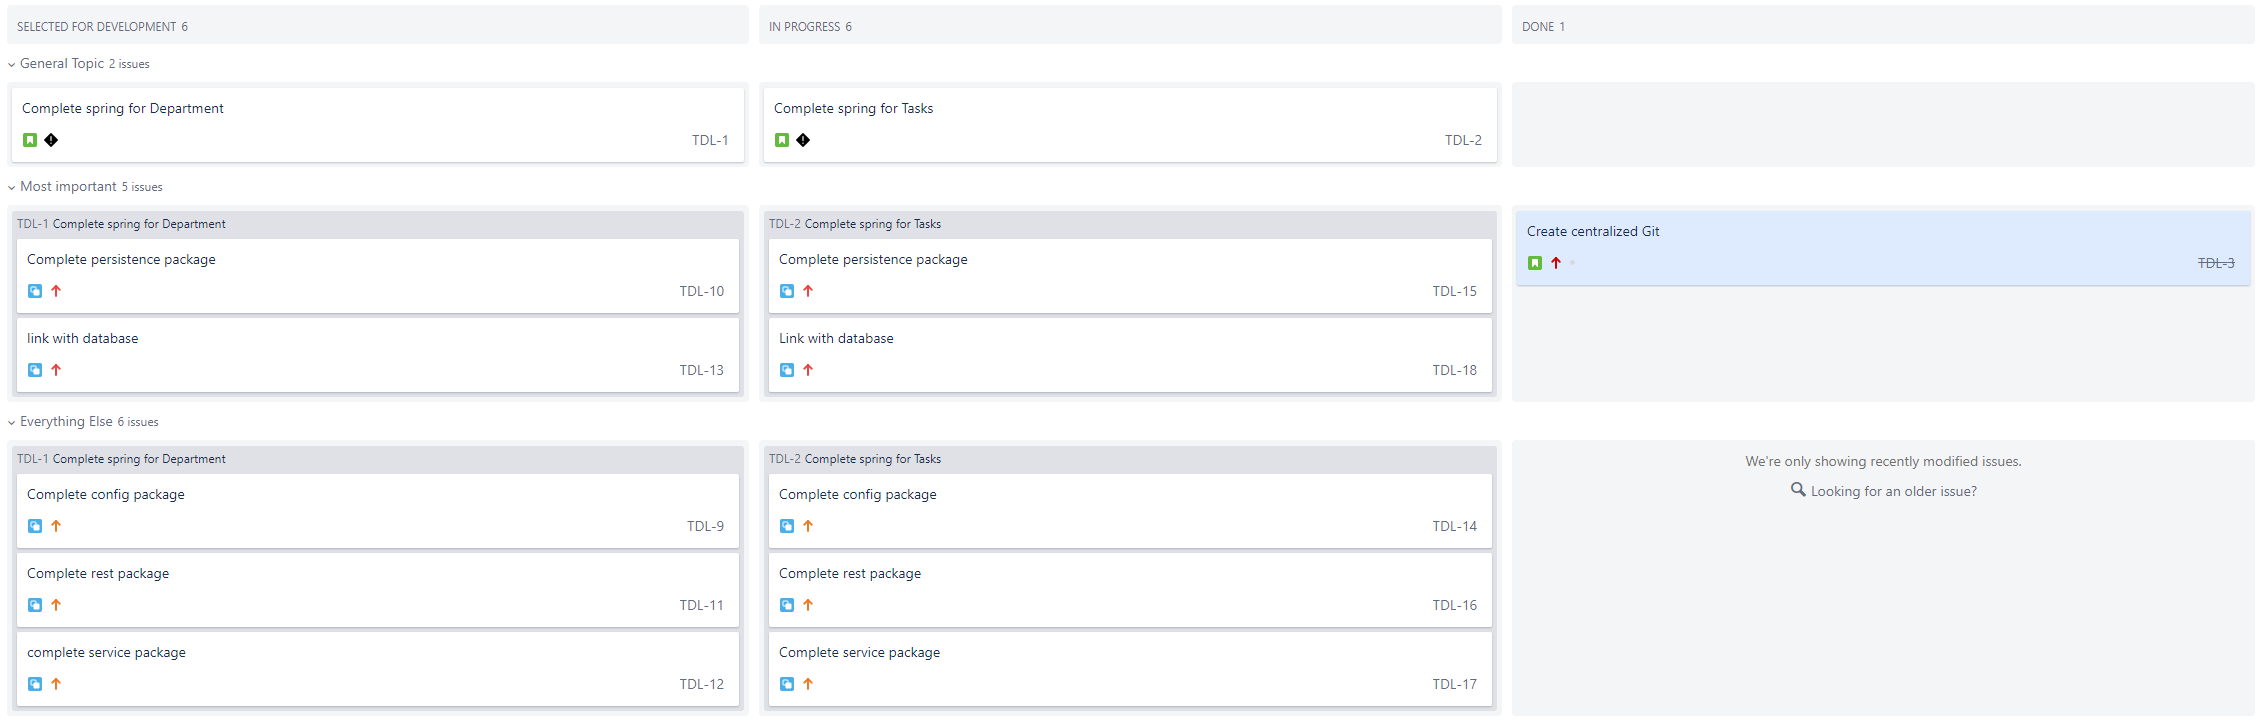 SELECTED FOR DEVELOPMENT 6
IN PROGRESS 6
DONE 1
General Topic 2 issues
Complete spring for Department
TDL-1
Complete spring for Tasks
TDL-2
Most important 5 issues
TDL-1 Complete spring for Department
Complete persistence package
TDL-10
link with database
TDL-13
TDL-2 Complete spring for Tasks
Complete persistence package
TDL-15
Link with database
TDL-18
Create centralized Git
TDL-3
Everything Else 6 issues
TDL-1 Complete spring for Department
Complete config package
TDL-9
Complete rest package
TDL-11
complete service package
TDL-12
TDL-2 Complete spring for Tasks
Complete config package
TDL-14
Complete rest package
TDL-16
Complete service package
TDL-17
We're only showing recently modified issues.
Looking for an older issue?